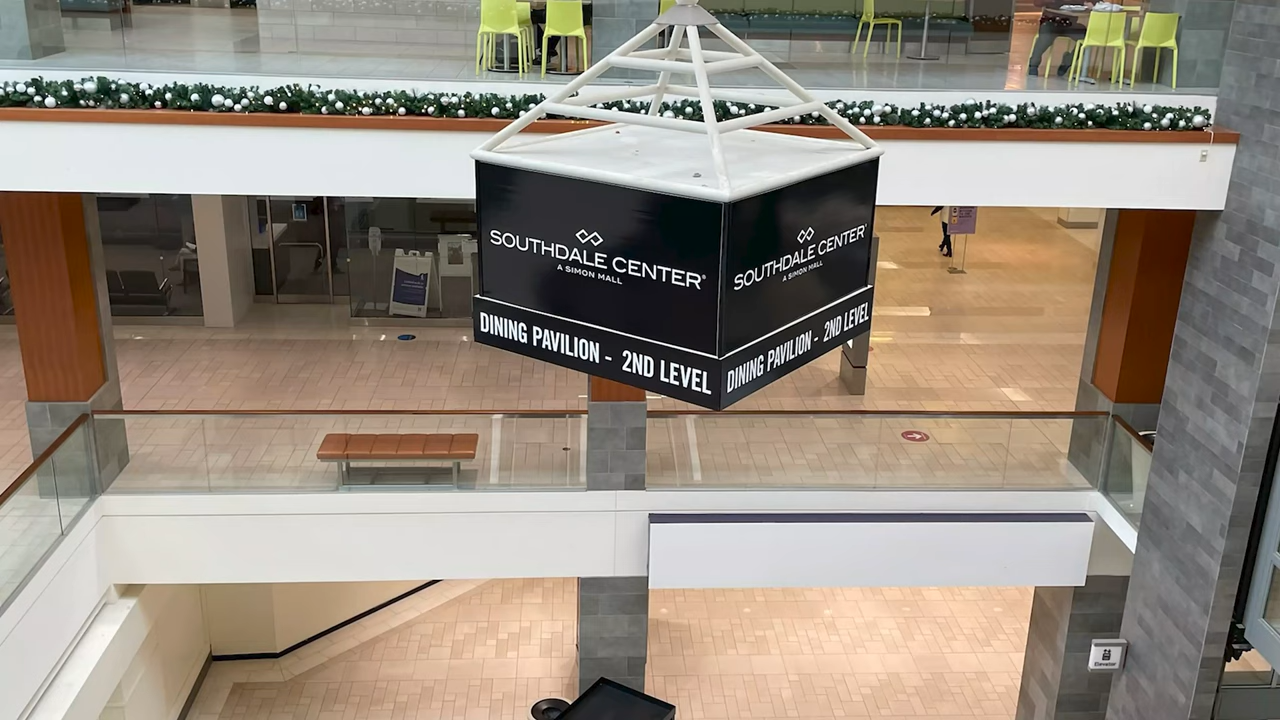 SOUTHDALE CENTER®
A SIMON MALL
DINING PAVILION - 2ND LEVEL
SOUTHDALE CENTER®
A SIMON MALL
DINING PAVILION - 2ND LEVEL
Elevator